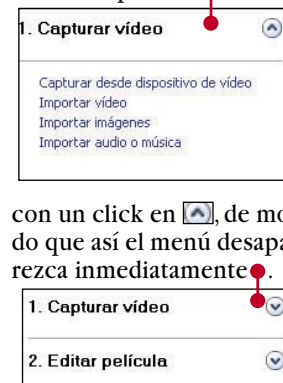 1. Capturar vídeo
Capturar desde dispositivo de vídeo
Importar vídeo
Importar imágenes
Importar audio o música
con un click en , de mo
do que así el menú desapa
rezca inmediatamente .
1. Capturar vídeo
2. Editar película